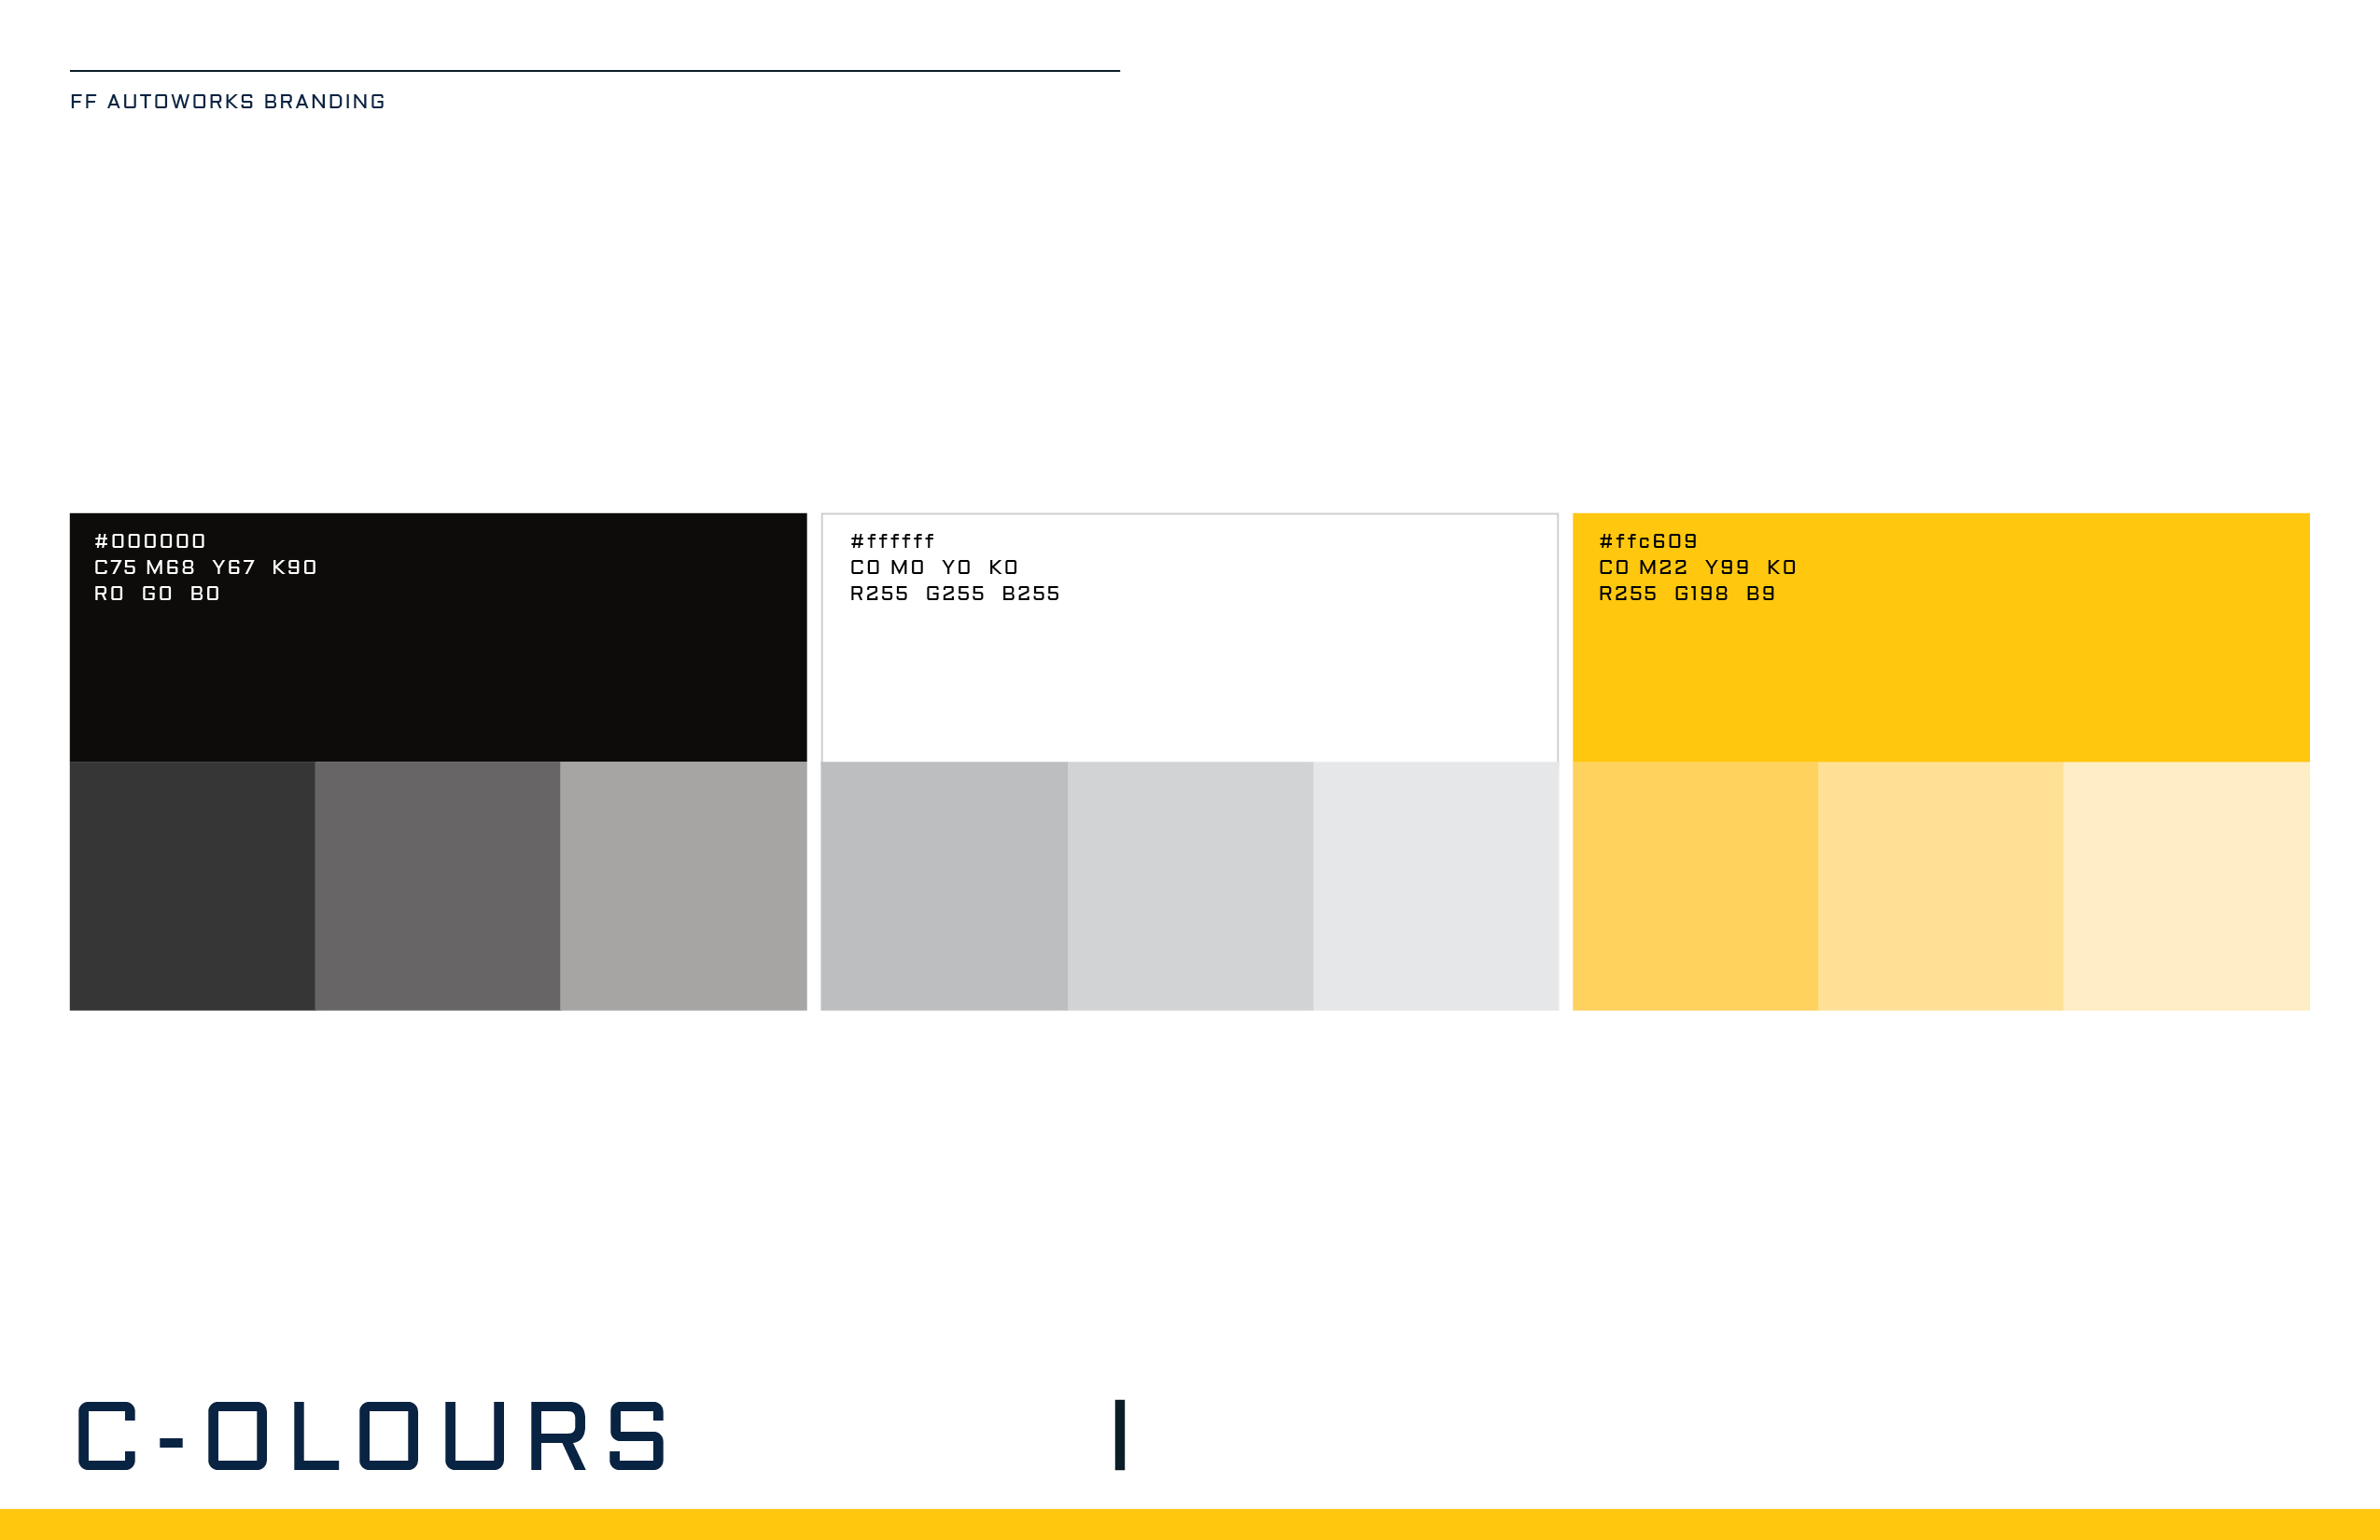 FF AUTOWORKS BRANDING
#000000
C75 M68 Y67 K90
R0 G0 B0
#ffffff
C0 M0 Y0 K0
R255 G255 B255
#ffc609
C0 M22 Y99 K0
R255 G198 B9
C-OLOURS